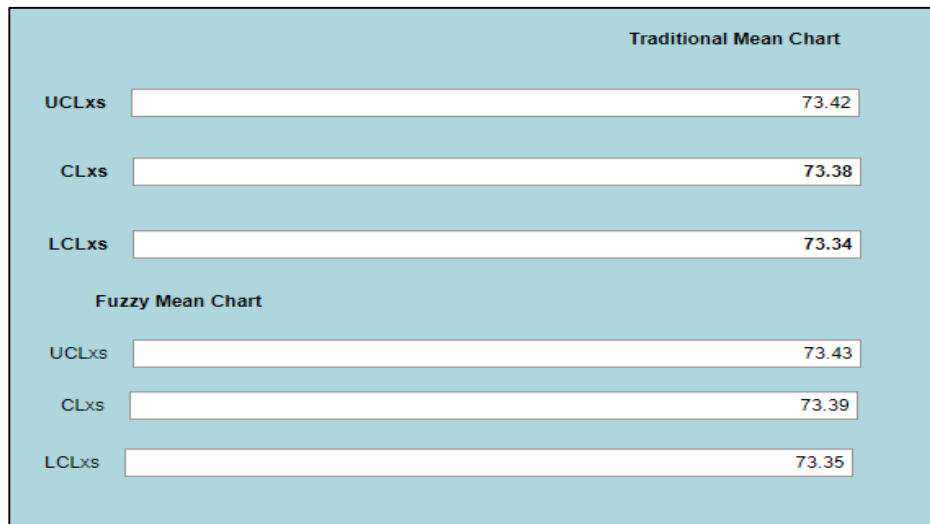 Traditional Mean Chart
UCLxs 73.42
CLxs 73.38
LCLxs 73.34
Fuzzy Mean Chart
UCLxs 73.43
CLxs 73.39
LCLxs 73.35